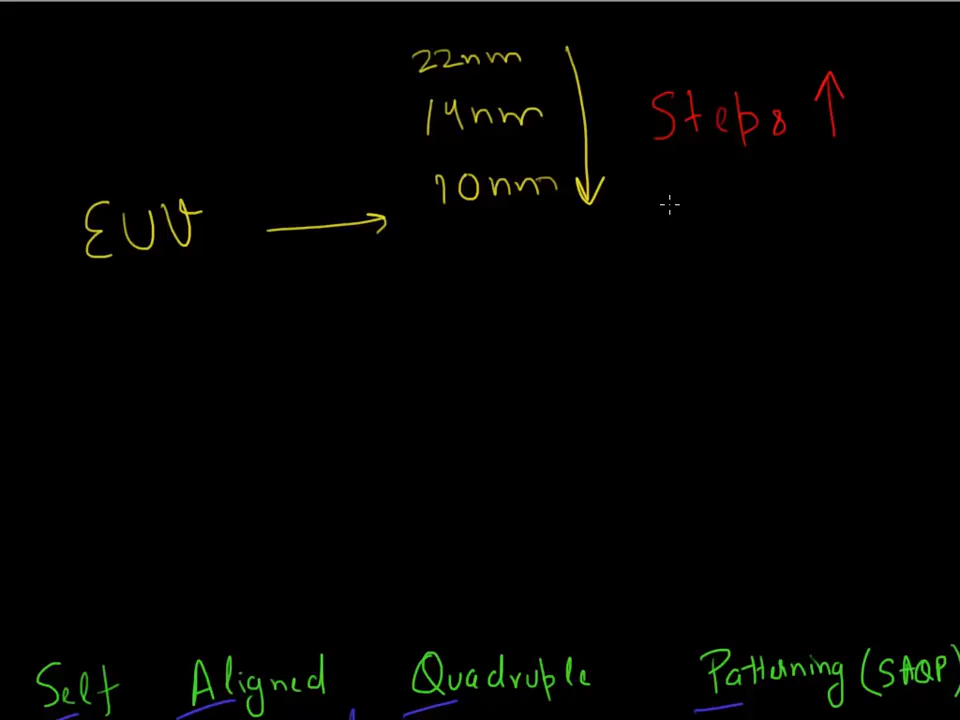 22nm
14nm
Steps ↑
10nm
EUV →
Self Aligned Quadruple Patterning (SAQP)